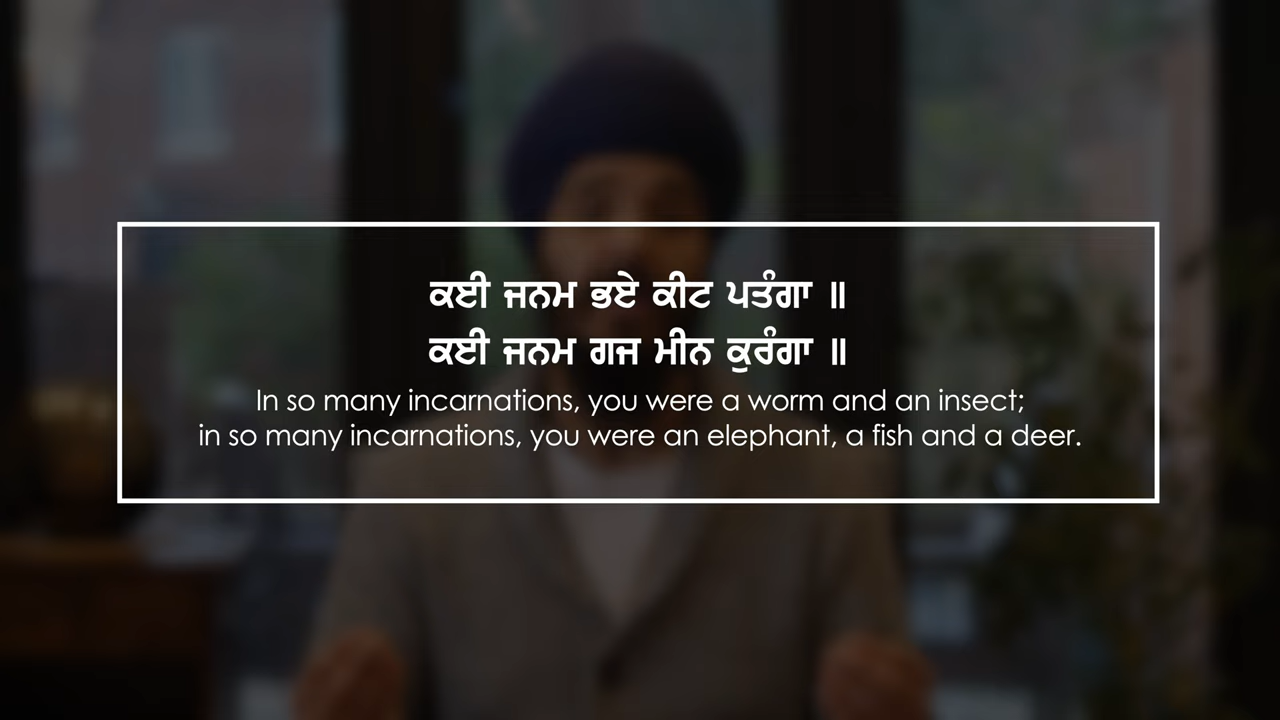 ਕਈ ਜਨਮ ਭਏ ਕੀਟ ਪਤੰਗਾ ॥
ਕਈ ਜਨਮ ਗਜ ਮੀਨ ਕੁਰੰਗਾ ॥
In so many incarnations, you were a worm and an insect;
in so many incarnations, you were an elephant, a fish and a deer.